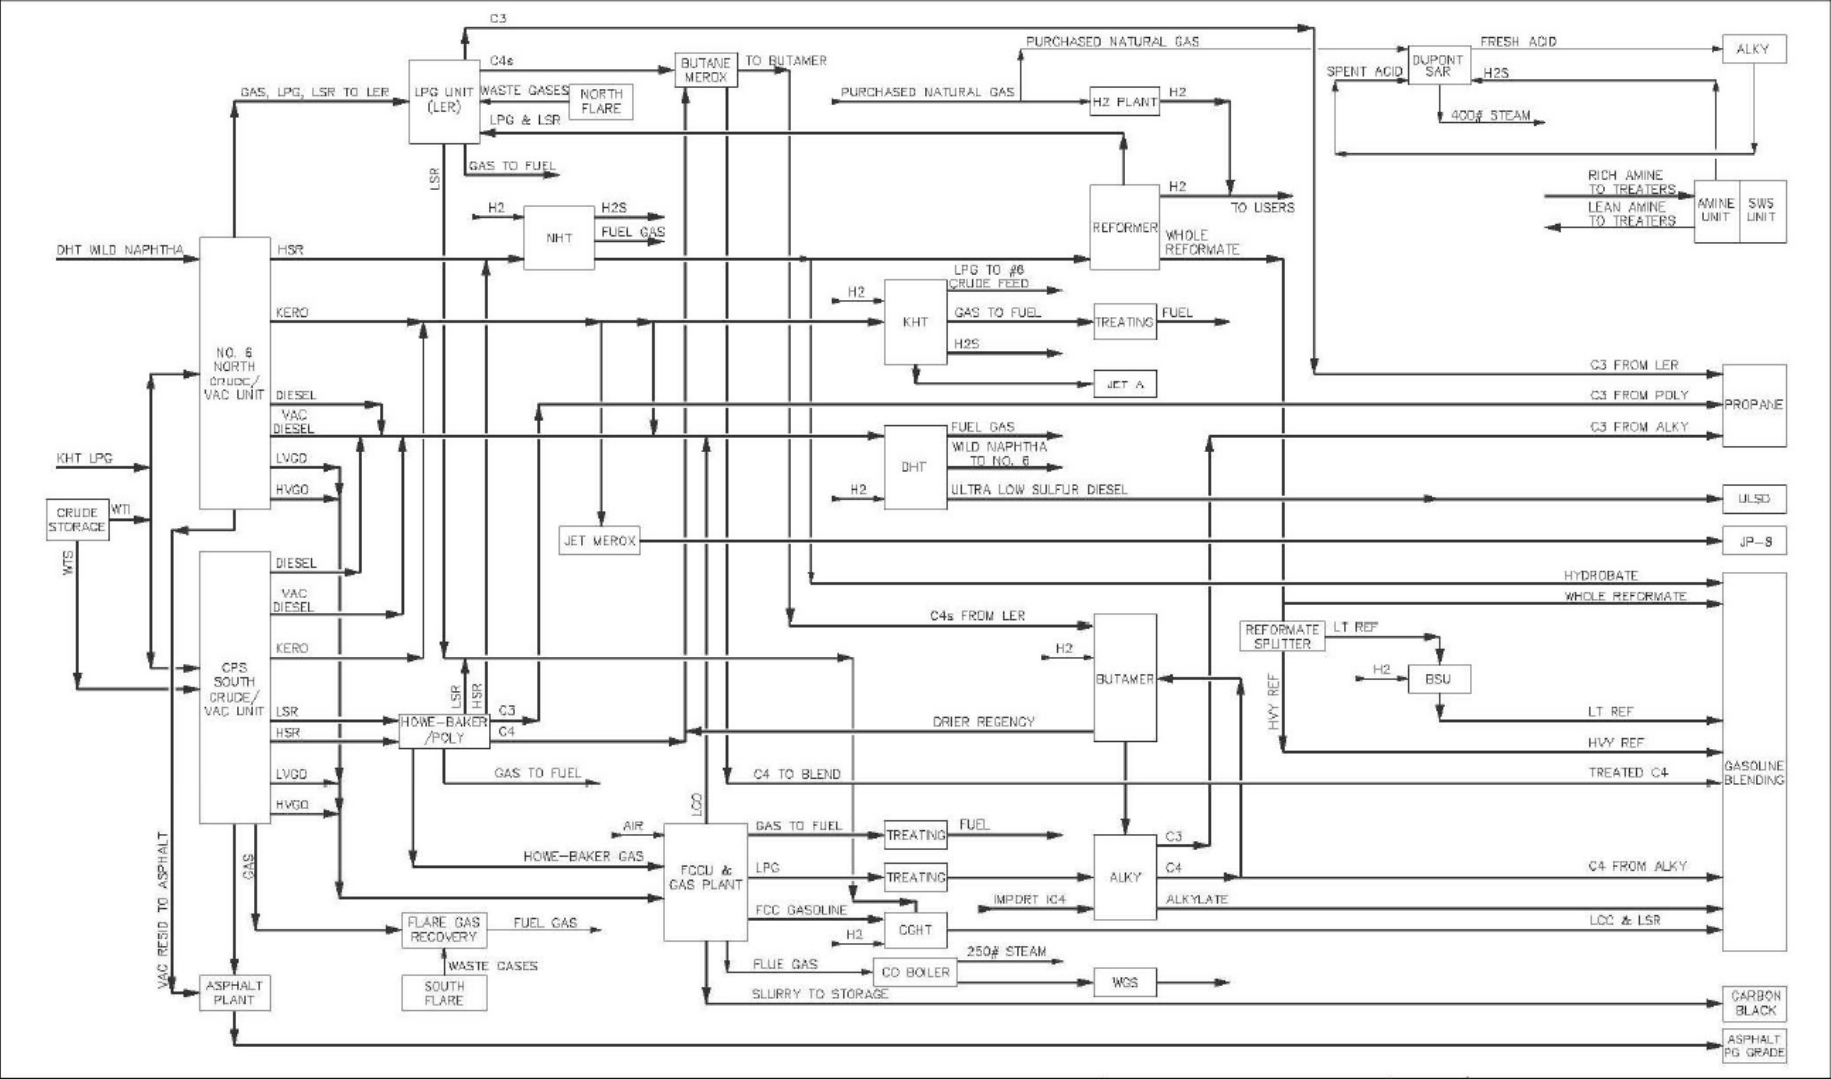 C3
PURCHASED NATURAL GAS
FRESH ACID
ALKY
C4s
BUTANE
MEROX
TO BUTAMER
DUPONT
SAR
SPENT ACID
H2S
GAS, LPG, LSR TO LER
LPG UNIT
(LER)
WASTE GASES
NORTH
FLARE
PURCHASED NATURAL GAS
H2 PLANT
H2
400# STEAM
LPG & LSR
LSR
GAS TO FUEL
RICH AMINE
TO TREATERS
LEAN AMINE
TO TREATERS
AMINE
UNIT
SWS
UNIT
H2
H2S
FUEL GAS
NHT
REFORMER
H2
TO USERS
WHOLE
REFORMATE
DHT WILD NAPHTHA
HSR
LPG TO #6
CRUDE FEED
H2
KHT
GAS TO FUEL
TREATING
FUEL
H2S
JET A
KERO
NO. 6
NORTH
CRUDE/
VAC UNIT
DIESEL
VAC
DIESEL
LVGO
HVGO
C3 FROM LER
C3 FROM POLY
C3 FROM ALKY
PROPANE
KHT LPG
CRUDE
STORAGE
WTI
WTS
FUEL GAS
WILD NAPHTHA
TO NO. 6
DHT
H2
ULTRA LOW SULFUR DIESEL
ULSD
JET MEROX
JP-8
DIESEL
VAC
DIESEL
KERO
CPS
SOUTH
CRUDE/
VAC UNIT
LSR
HSR
LVGO
HVGO
HYDROBATE
WHOLE REFORMATE
C4s FROM LER
H2
BUTAMER
REFORMATE
SPLITTER
LT REF
H2
BSU
LT REF
HVY REF
HVY REF
LSR
HSR
C3
C4
HOWE-BAKER
/POLY
DRIER REGENCY
GAS TO FUEL
C4 TO BLEND
TREATED C4
GASOLINE
BLENDING
VAC RESID TO ASPHALT
GAS
LCO
AIR
HOWE-BAKER GAS
FCCU &
GAS PLANT
GAS TO FUEL
TREATING
FUEL
LPG
TREATING
FCC GASOLINE
H2
CGHT
IMPORT IC4
ALKY
C3
C4
ALKYLATE
C4 FROM ALKY
LCC & LSR
FLARE GAS
RECOVERY
FUEL GAS
WASTE GASES
SOUTH
FLARE
FLUE GAS
CO BOILER
250# STEAM
WGS
SLURRY TO STORAGE
CARBON
BLACK
ASPHALT
PLANT
ASPHALT
PG GRADE